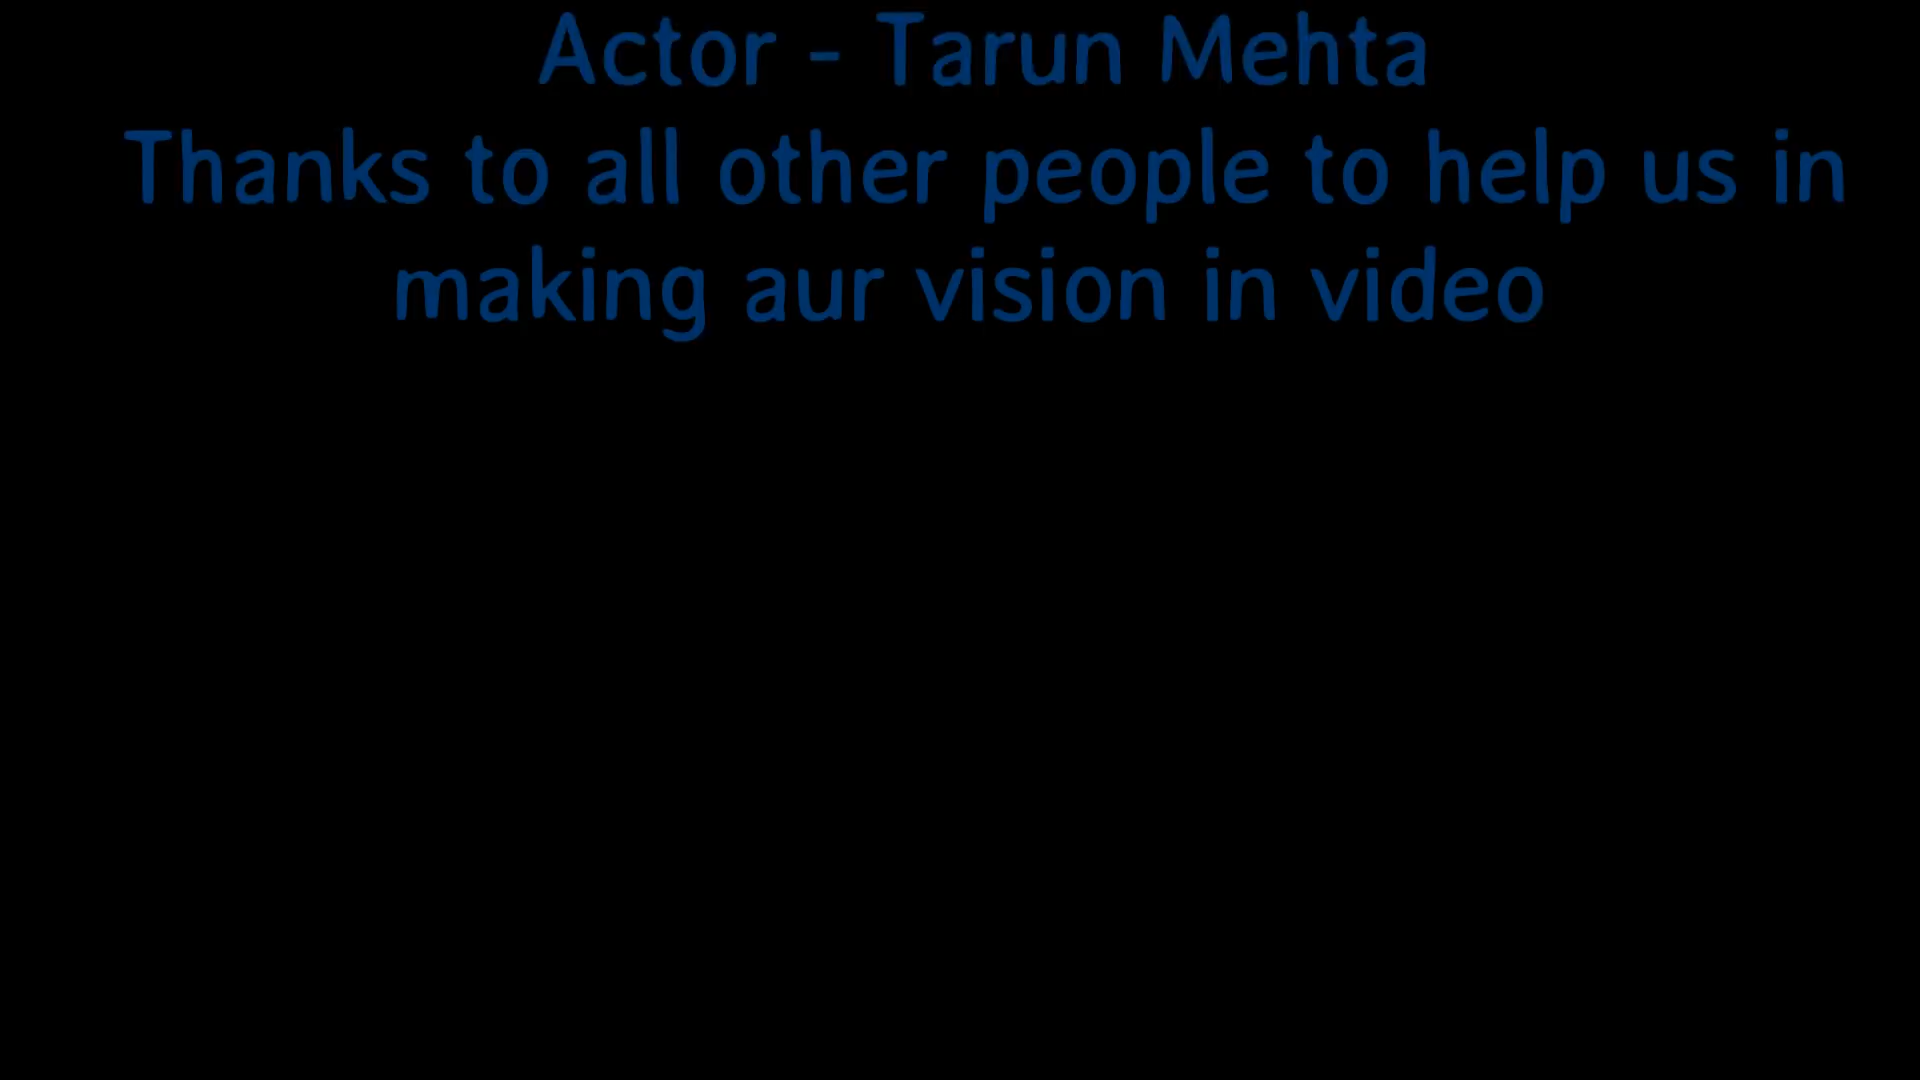 Actor - Tarun Mehta
Thanks to all other people to help us in
making aur vision in video